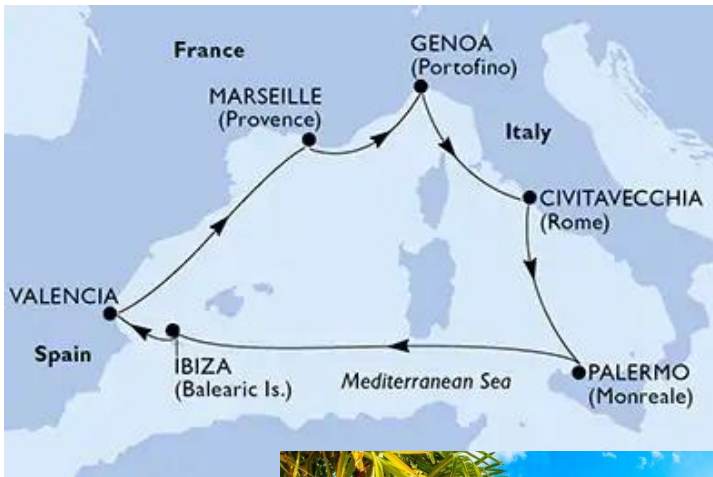 GENOA
(Portofino)
France
MARSEILLE
(Provence)
Italy
CIVITAVECCHIA
(Rome)
VALENCIA
Spain
IBIZA
(Balearic Is.)
Mediterranean Sea
PALERMO
(Monreale)